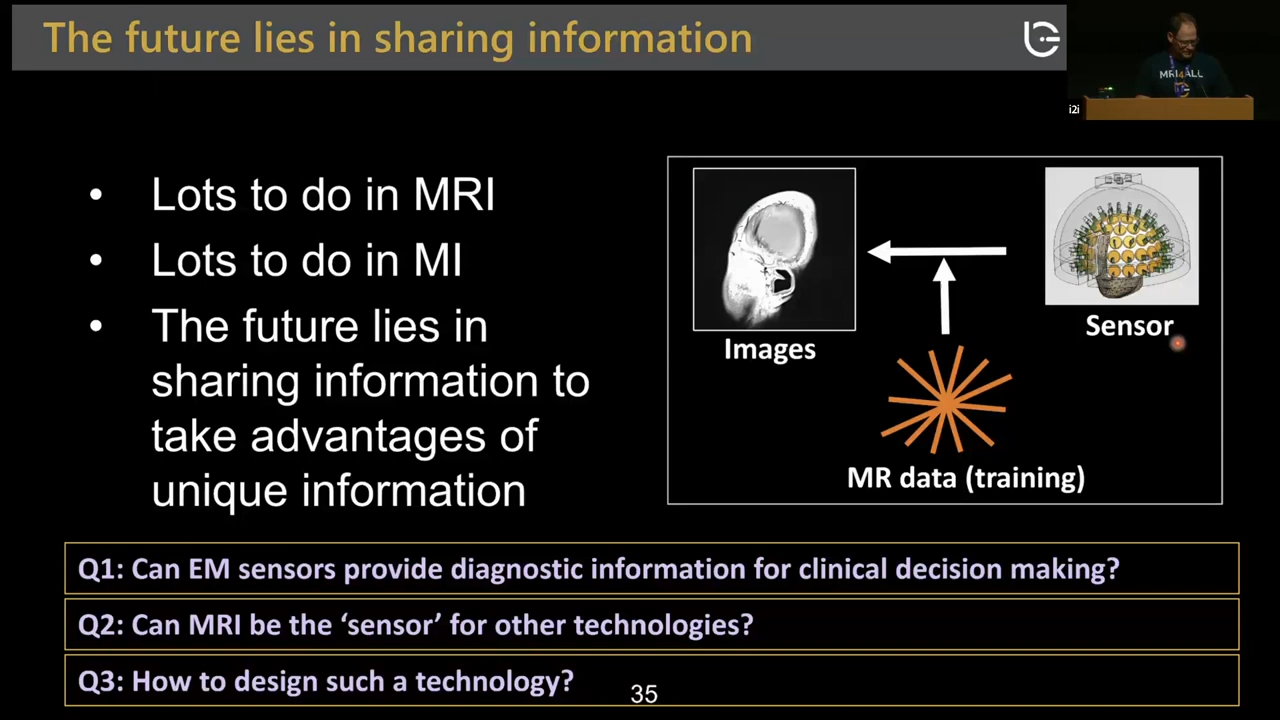 The future lies in sharing information
MRI4ALL
i2i
• Lots to do in MRI
• Lots to do in MI
• The future lies in
sharing information to
take advantages of
unique information
Images
Sensor
MR data (training)
Q1: Can EM sensors provide diagnostic information for clinical decision making?
Q2: Can MRI be the ‘sensor’ for other technologies?
Q3: How to design such a technology?
35